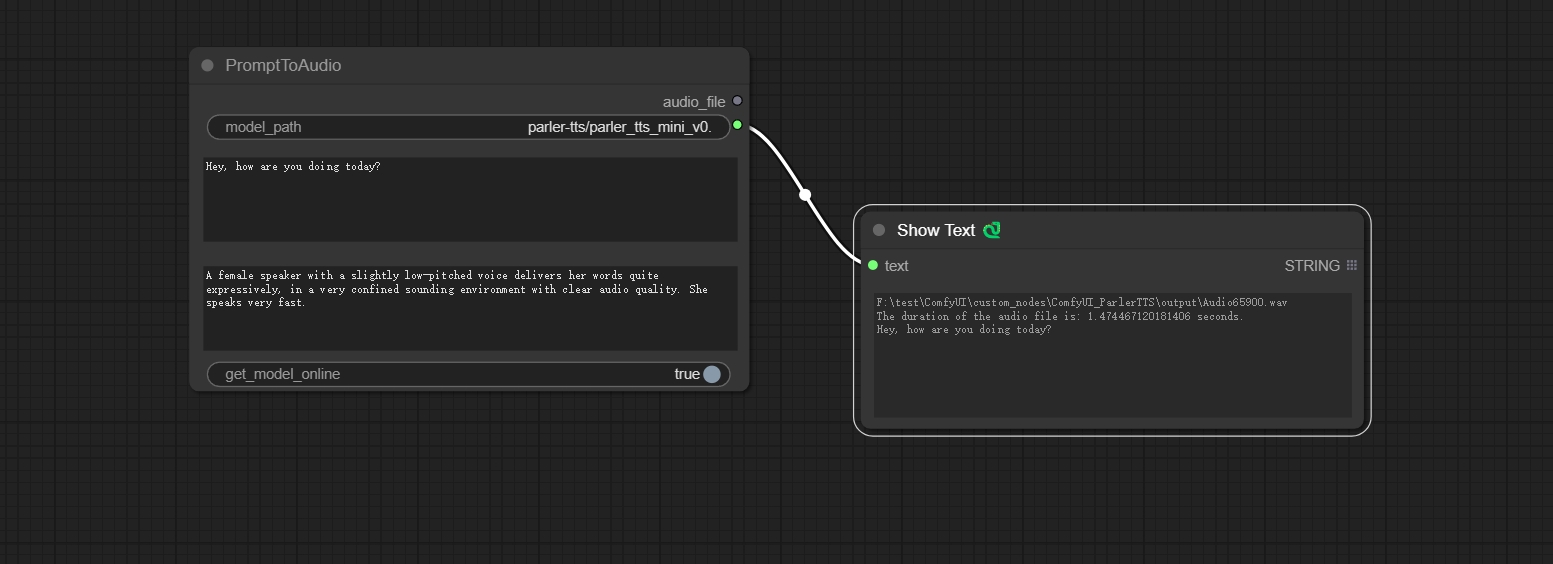 PromptToAudio
audio_file
model_path parler-tts/parler_tts_mini_v0.
Hey, how are you doing today?
A female speaker with a slightly low-pitched voice delivers her words quite
expressively, in a very confined sounding environment with clear audio quality. She
speaks very fast.
get_model_online true
Show Text
text STRING
F:\test\ComfyUI\custom_nodes\ComfyUI_ParlerTTS\output\Audio65900.wav
The duration of the audio file is: 1.474467120181406 seconds.
Hey, how are you doing today?